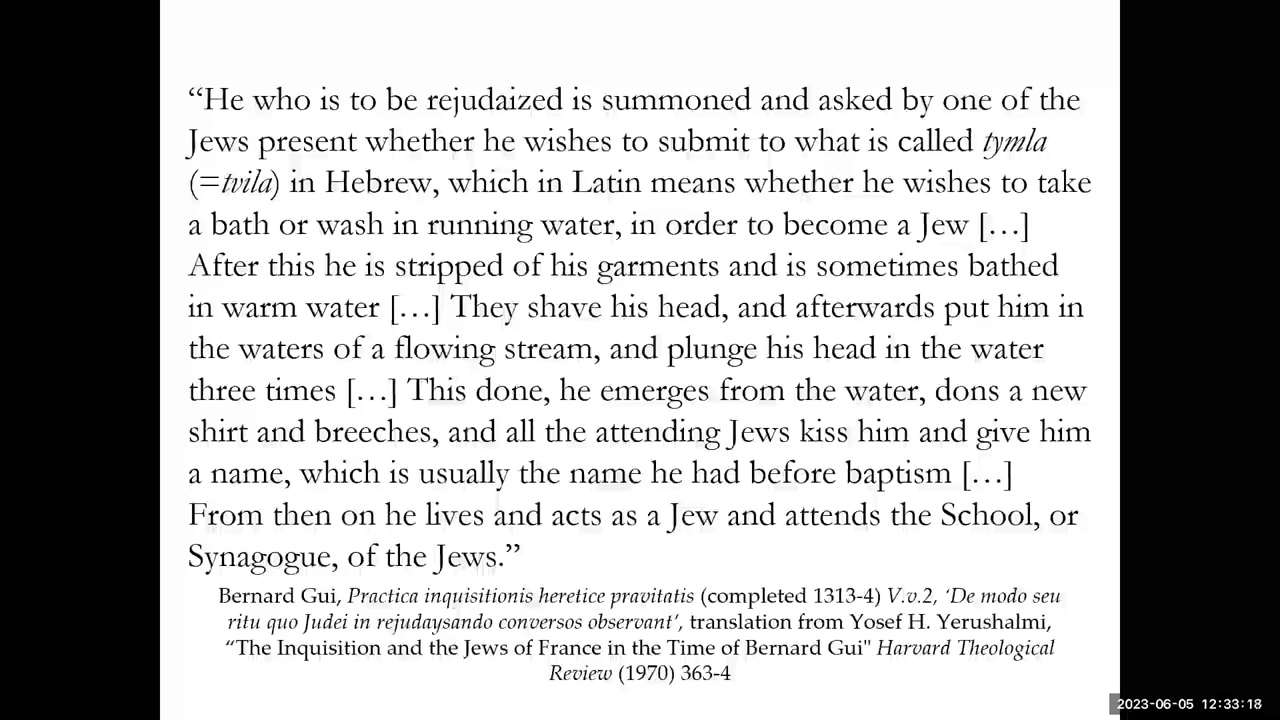 “He who is to be rejudaized is summoned and asked by one of the
Jews present whether he wishes to submit to what is called tymla
(=tvila) in Hebrew, which in Latin means whether he wishes to take
a bath or wash in running water, in order to become a Jew […]
After this he is stripped of his garments and is sometimes bathed
in warm water […] They shave his head, and afterwards put him in
the waters of a flowing stream, and plunge his head in the water
three times […] This done, he emerges from the water, dons a new
shirt and breeches, and all the attending Jews kiss him and give him
a name, which is usually the name he had before baptism […]
From then on he lives and acts as a Jew and attends the School, or
Synagogue, of the Jews.”
Bernard Gui, Practica inquisitionis heretice pravitatis (completed 1313-4) V.v.2, ‘De modo seu
ritu quo Judei in rejudaysando conversos observant’, translation from Yosef H. Yerushalmi,
“The Inquisition and the Jews of France in the Time of Bernard Gui" Harvard Theological
Review (1970) 363-4
2023-06-05 12:33:18